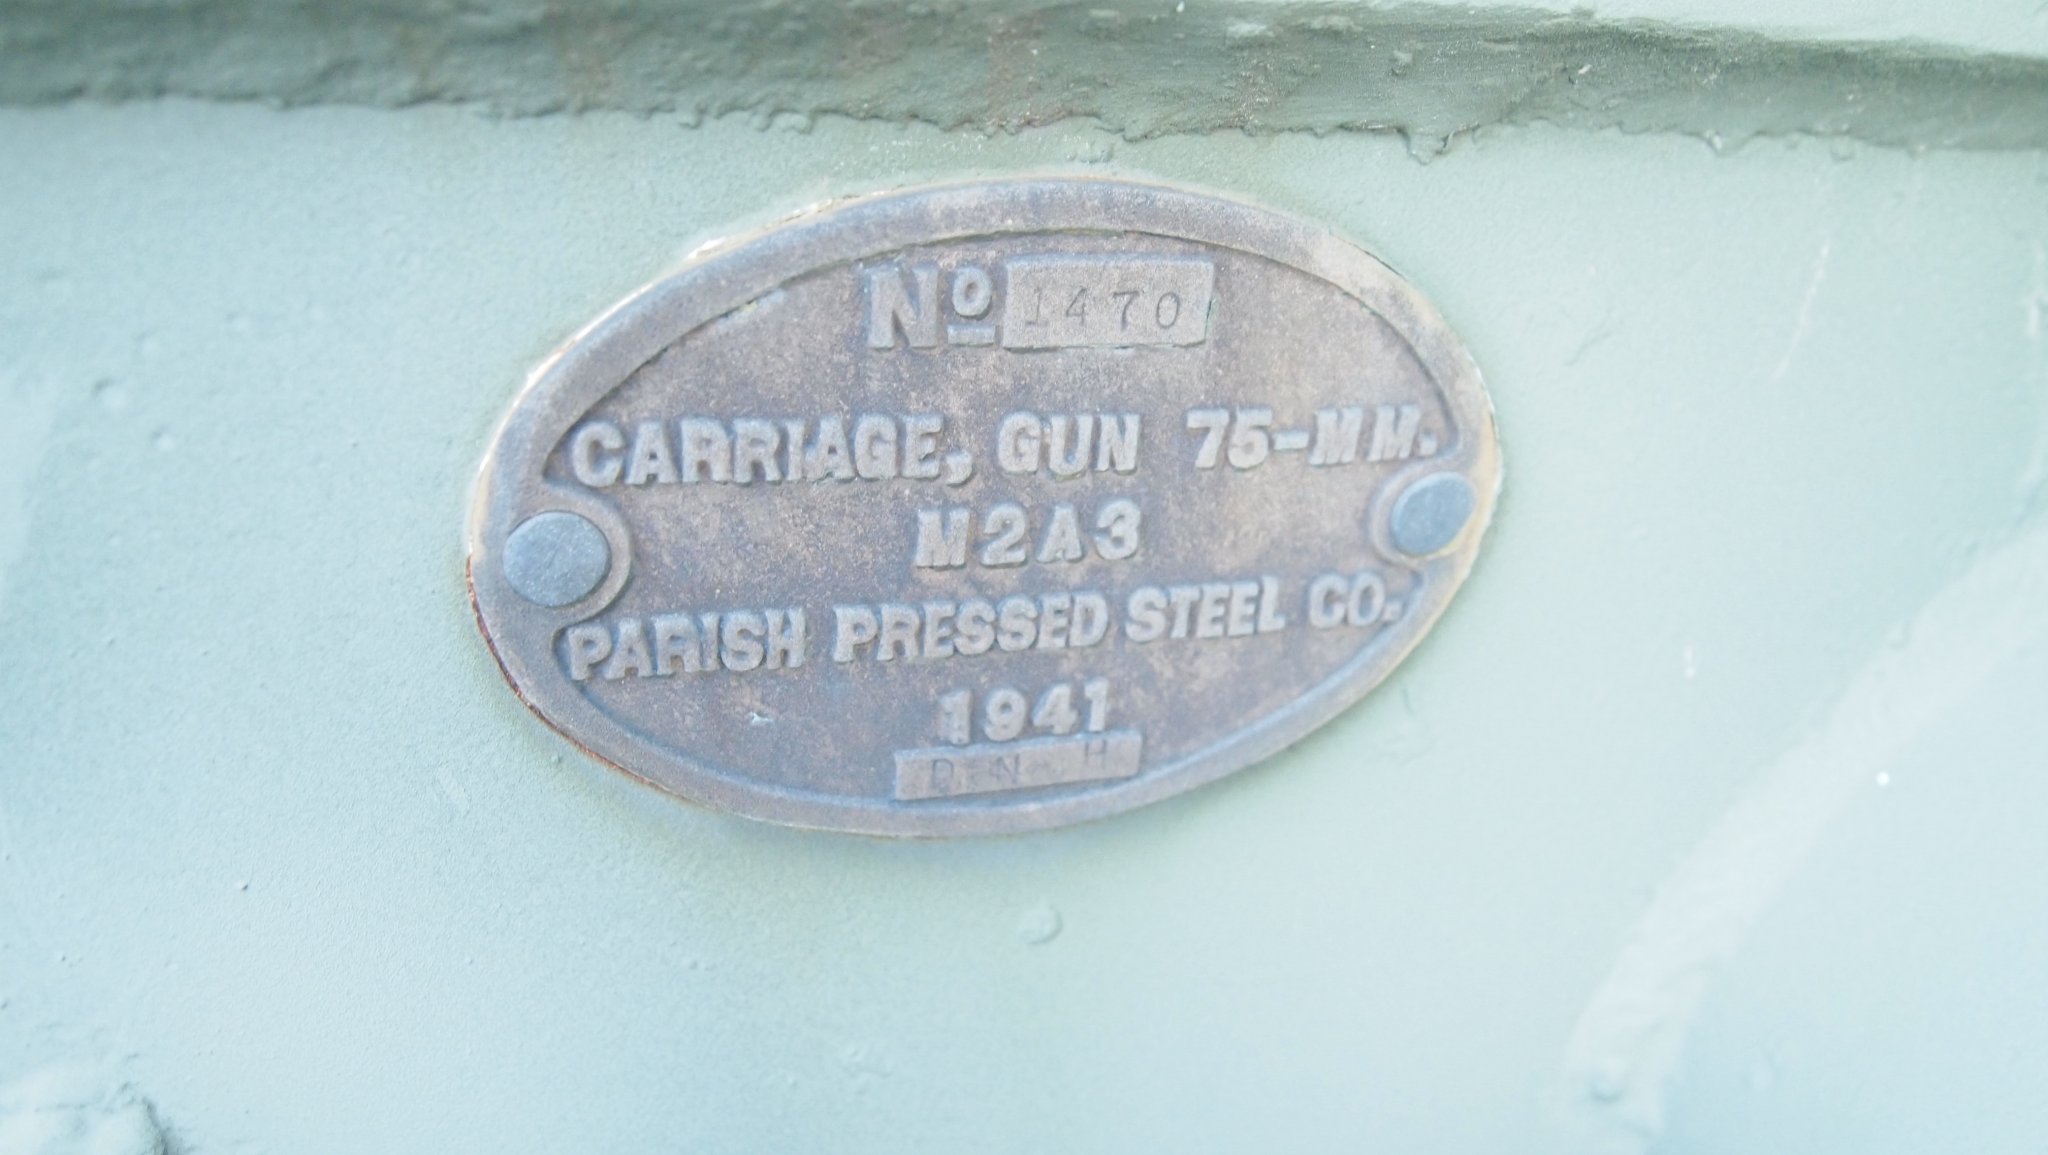 No 1470
CARRIAGE, GUN 75-MM.
M2A3
PARISH PRESSED STEEL CO.
1941
D.N.H